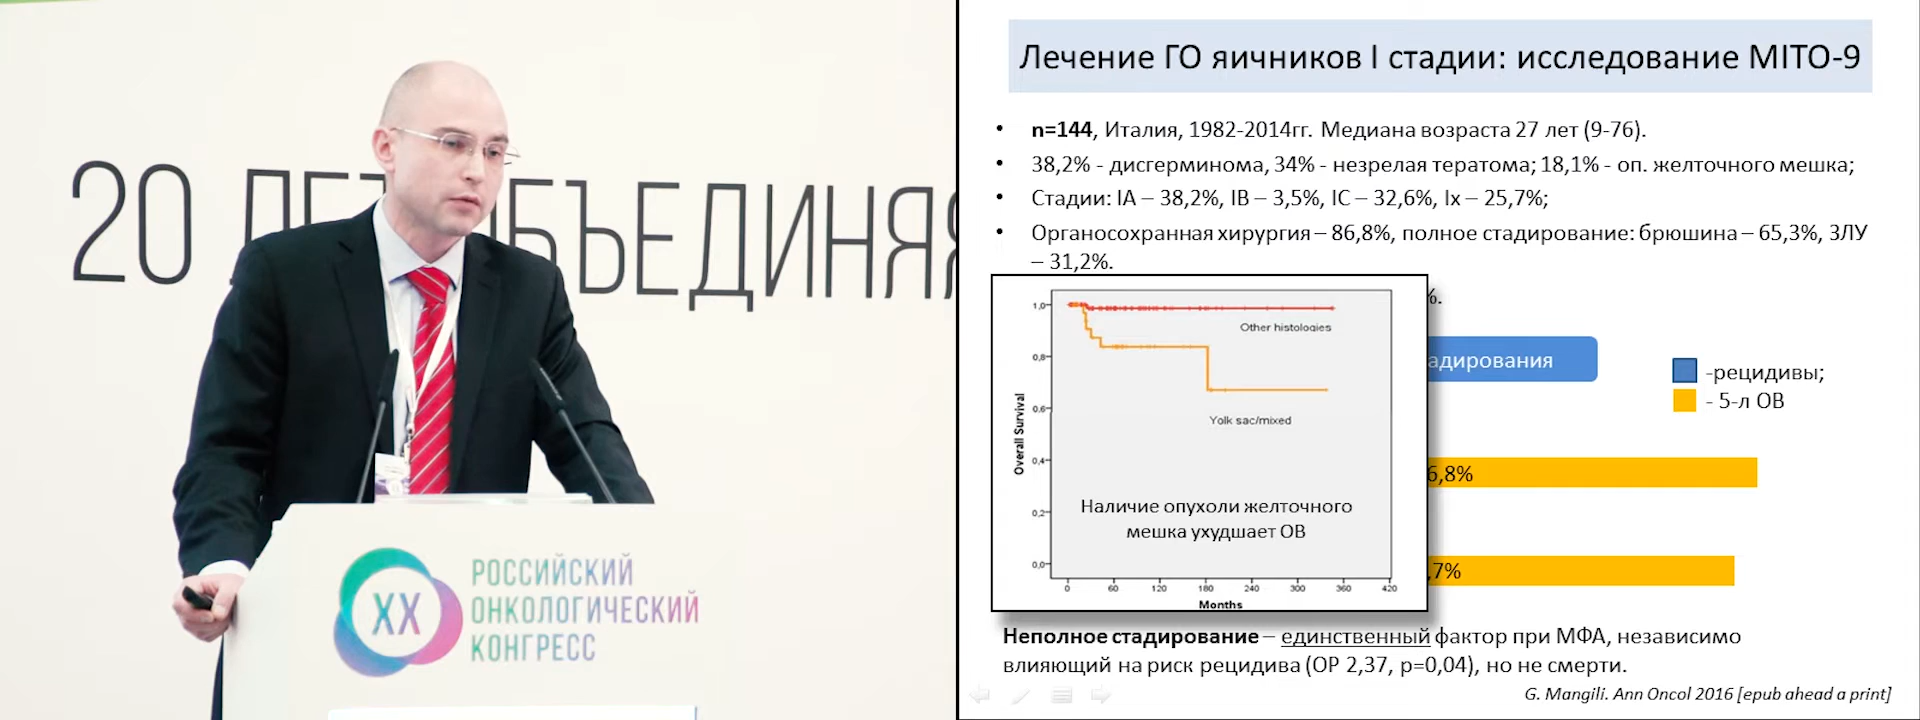 20 ЛЕТ ОБЪЕДИНЯЯ
XX
РОССИЙСКИЙ
ОНКОЛОГИЧЕСКИЙ
КОНГРЕСС
Лечение ГО яичников I стадии: исследование MITO-9
• n=144, Италия, 1982-2014гг. Медиана возраста 27 лет (9-76).
• 38,2% - дисгерминома, 34% - незрелая тератома; 18,1% - оп. желточного мешка;
• Стадии: IA – 38,2%, IB – 3,5%, IC – 32,6%, Ix – 25,7%;
• Органосохранная хирургия – 86,8%, полное стадирование: брюшина – 65,3%, ЗЛУ
– 31,2%.
%.
адирования
-рецидивы;
- 5-л ОВ
6,8%
,7%
1,0
0,8
0,6
0,4
0,2
0,0
Overall Survival
Other histologies
Yolk sac/mixed
Наличие опухоли желточного
мешка ухудшает ОВ
0 60 120 180 240 300 360 420
Months
Неполное стадирование – единственный фактор при МФА, независимо
влияющий на риск рецидива (ОР 2,37, p=0,04), но не смерти.
G. Mangili. Ann Oncol 2016 [epub ahead a print]